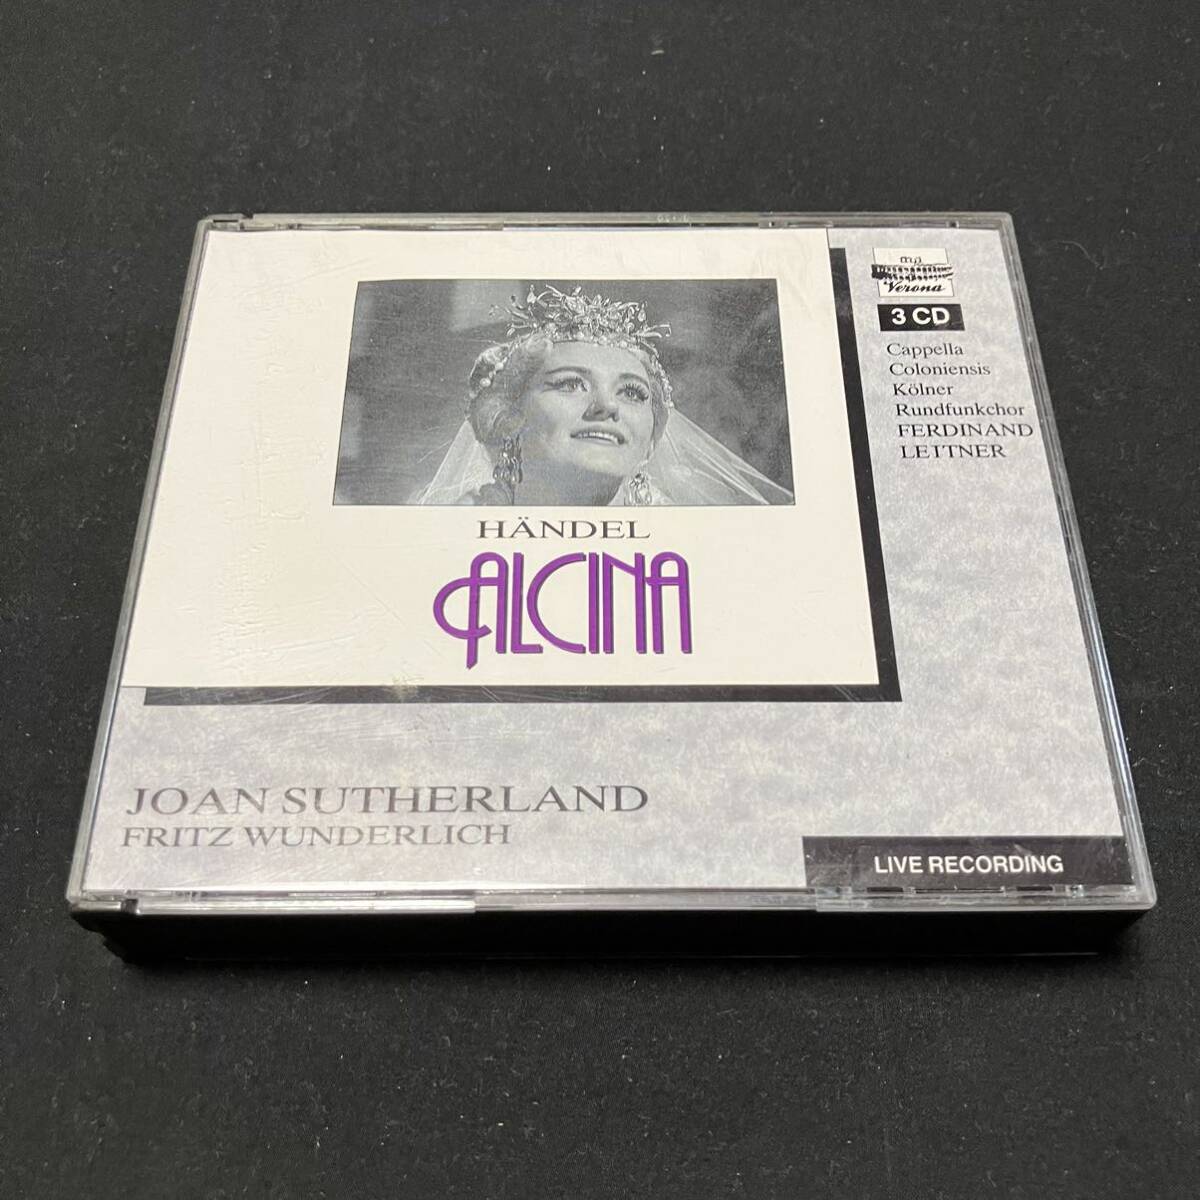 Verona
3 CD
Cappella
Coloniensis
Kölner
Rundfunkchor
FERDINAND
LEITNER
HÄNDEL
ALCINA
JOAN SUTHERLAND
FRITZ WUNDERLICH
LIVE RECORDING